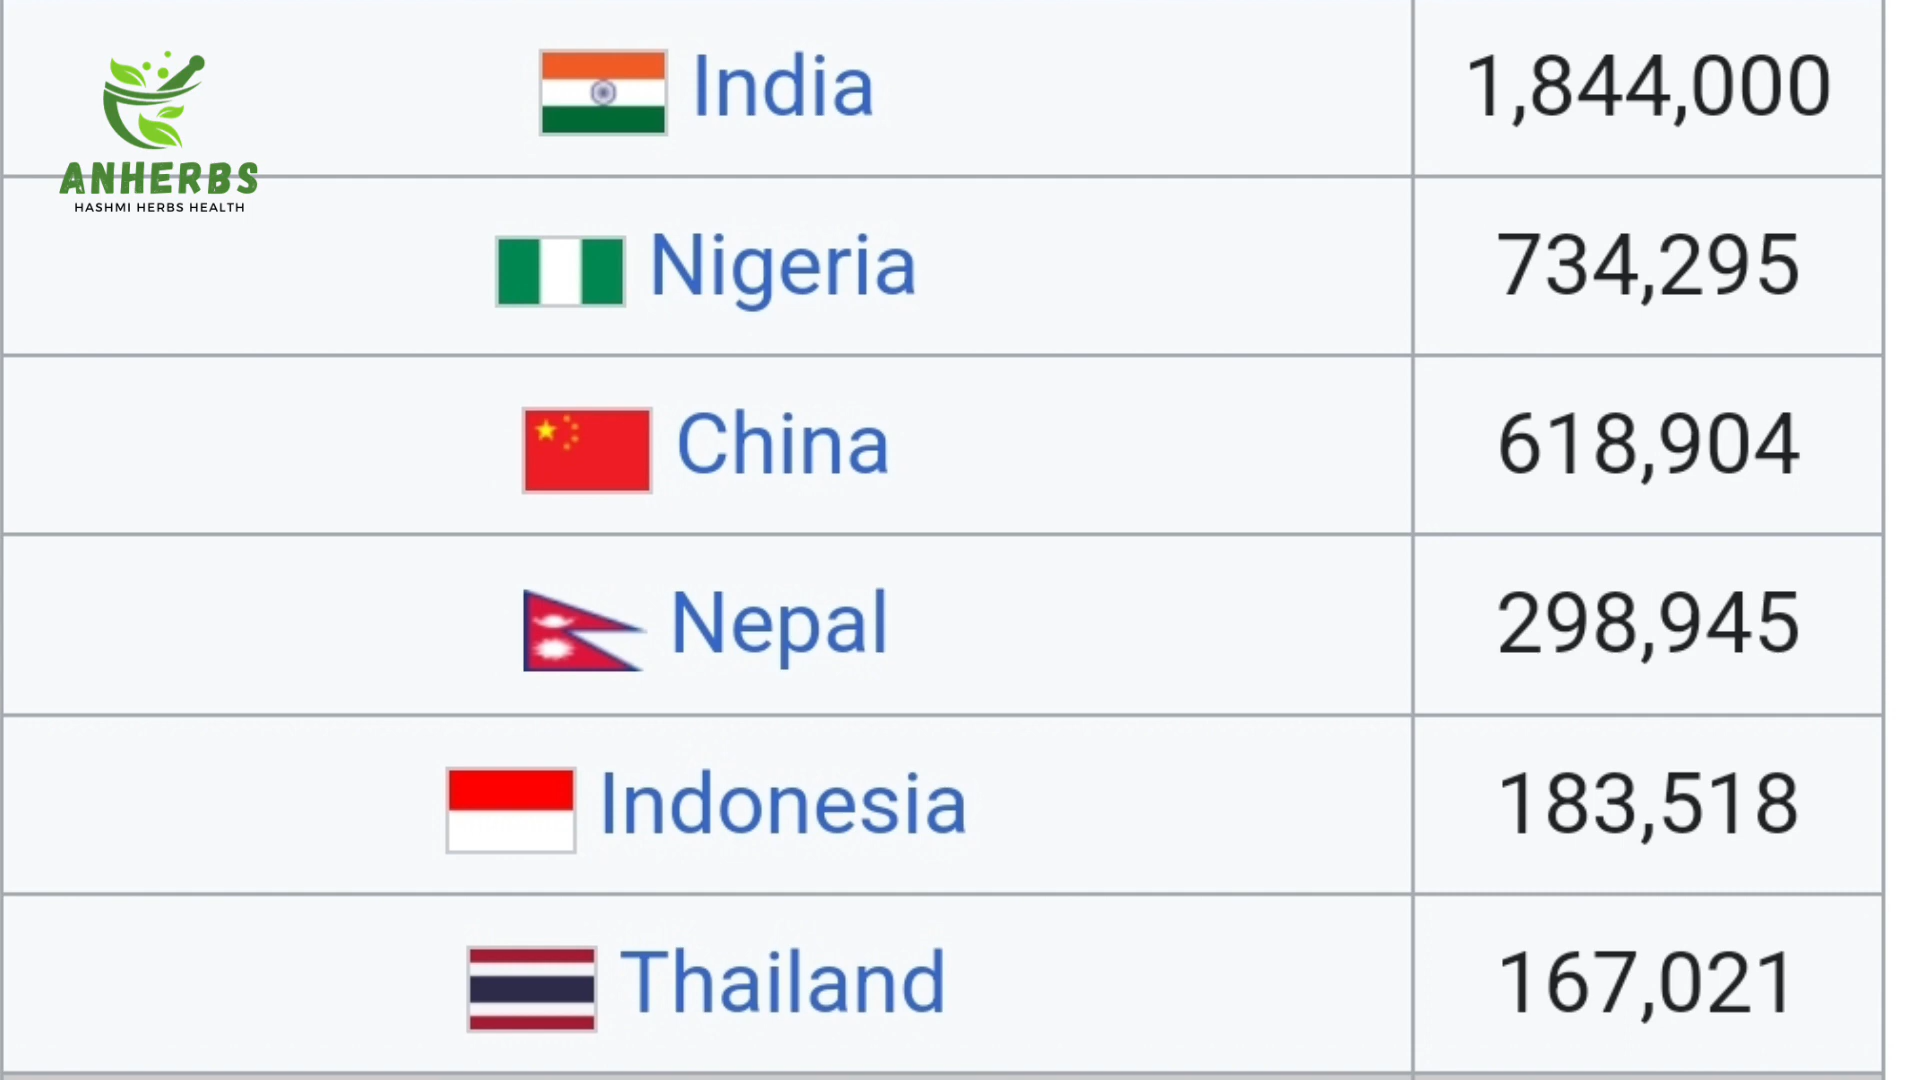 ANHERBS
HASHMI HERBS HEALTH
India 1,844,000
Nigeria 734,295
China 618,904
Nepal 298,945
Indonesia 183,518
Thailand 167,021